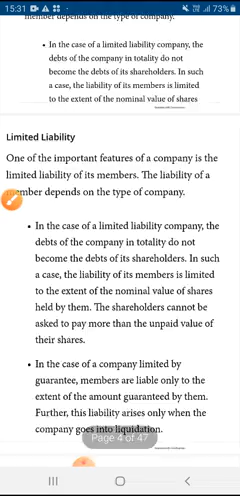 15:31
73%
member depends on the type of company.
• In the case of a limited liability company, the
debts of the company in totality do not
become the debts of its shareholders. In such
a case, the liability of its members is limited
to the extent of the nominal value of shares
Limited Liability
One of the important features of a company is the
limited liability of its members. The liability of a
member depends on the type of company.
• In the case of a limited liability company, the
debts of the company in totality do not
become the debts of its shareholders. In such
a case, the liability of its members is limited
to the extent of the nominal value of shares
held by them. The shareholders cannot be
asked to pay more than the unpaid value of
their shares.
• In the case of a company limited by
guarantee, members are liable only to the
extent of the amount guaranteed by them.
Further, this liability arises only when the
company goes into liquidation.
Page 4 of 47